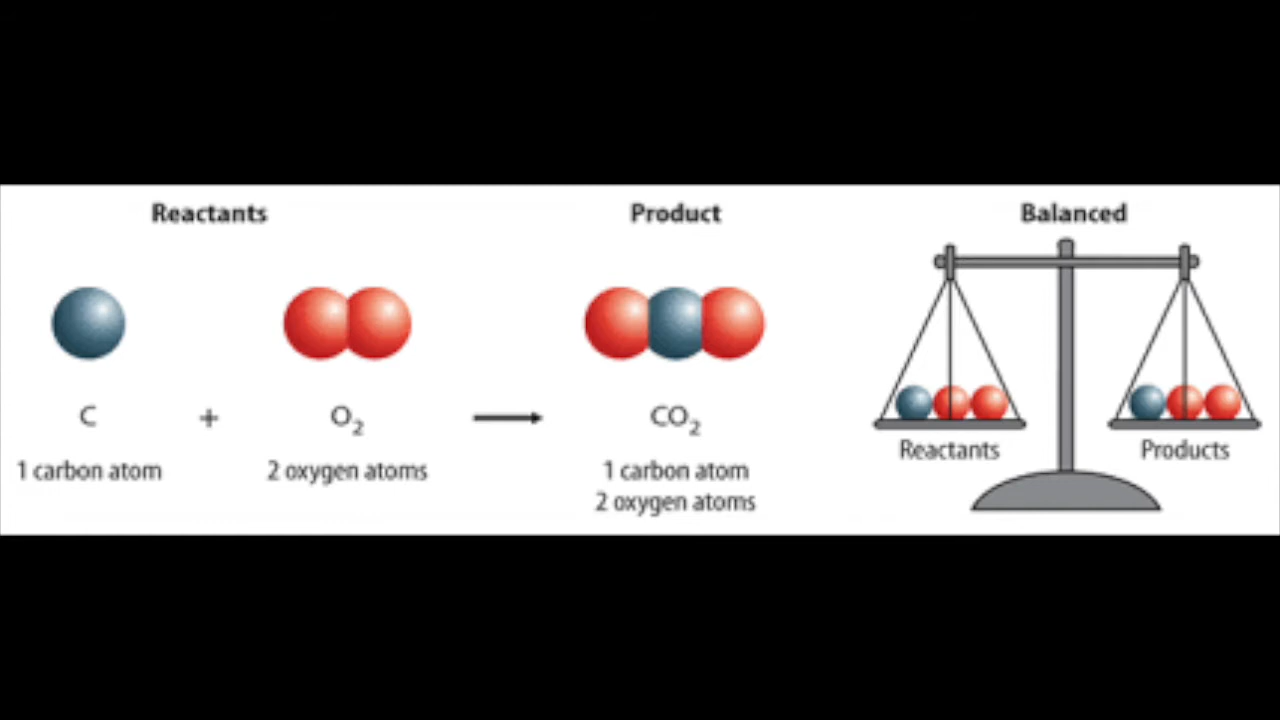 Reactants
Product
Balanced
C + O₂ → CO₂
1 carbon atom
2 oxygen atoms
1 carbon atom
2 oxygen atoms
Reactants
Products